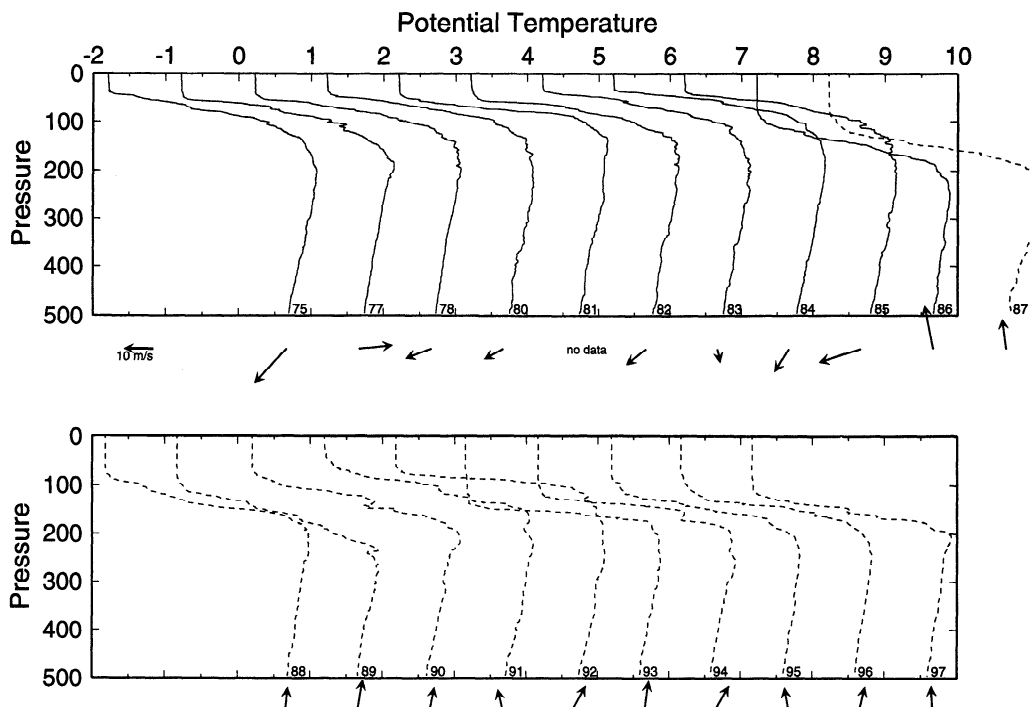 Potential Temperature
-2 -1 0 1 2 3 4 5 6 7 8 9 10
0
100
200
300
400
500
Pressure
75 77 78 80 81 82 83 84 85 86 87
10 m/s
no data
0
100
200
300
400
500
Pressure
88 89 90 91 92 93 94 95 96 97